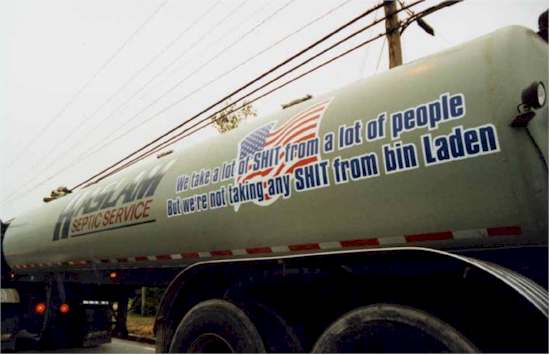 HASLAM
SEPTIC SERVICE
We take a lot of SHIT from a lot of people
But we're not taking any SHIT from bin Laden